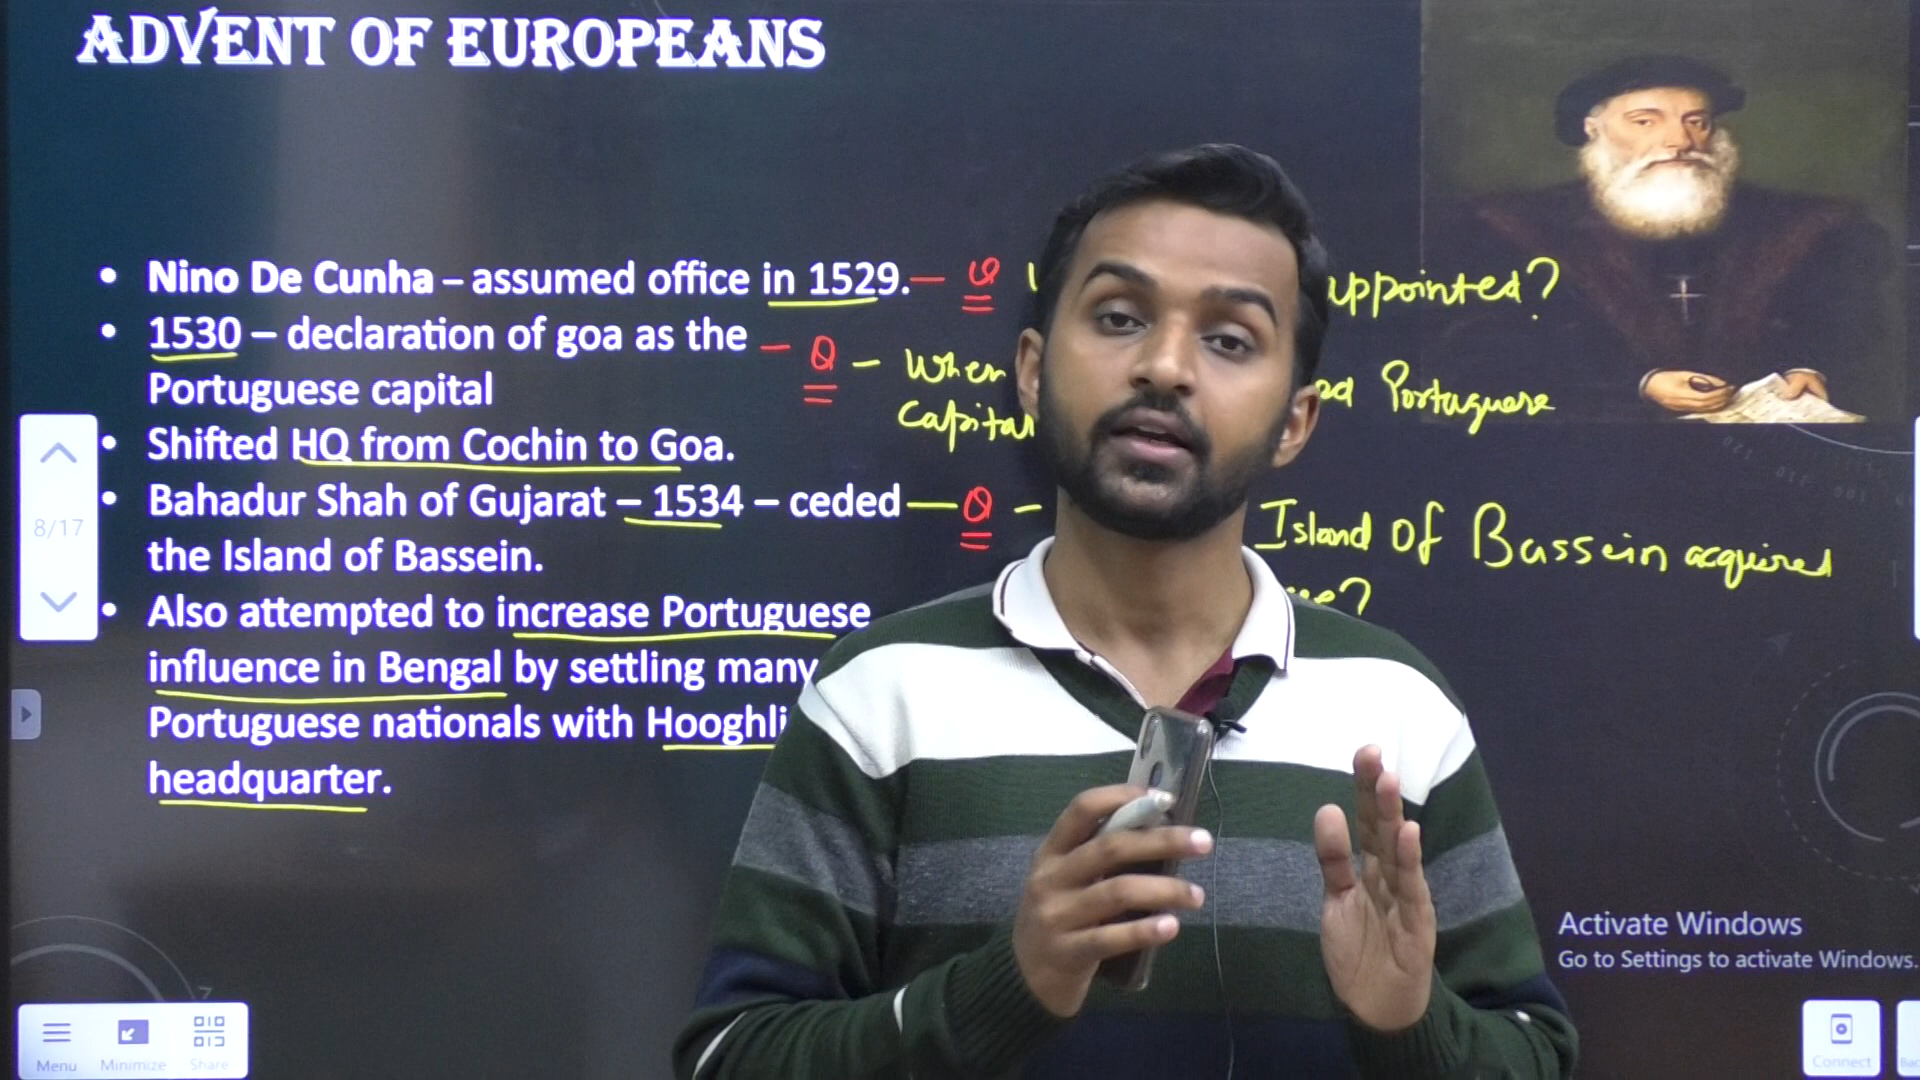 ADVENT OF EUROPEANS
• Nino De Cunha – assumed office in 1529. — Q appointed?
• 1530 – declaration of goa as the — Q – When Portuguese
Portuguese capital
• Shifted HQ from Cochin to Goa.
• Bahadur Shah of Gujarat – 1534 – ceded — Q – Island of Bassein acquired
the Island of Bassein.
• Also attempted to increase Portuguese
influence in Bengal by settling many
Portuguese nationals with Hooghli
headquarter.
8/17
Activate Windows
Go to Settings to activate Windows.
Menu Minimize Share
Connect